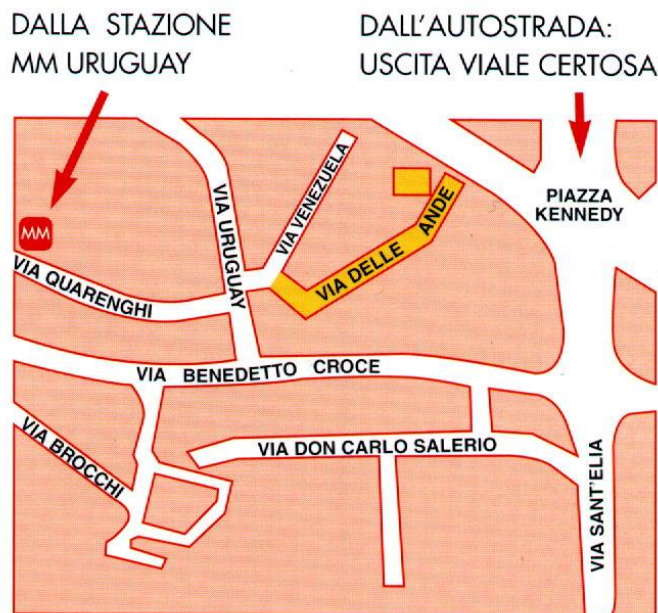 DALLA STAZIONE
MM URUGUAY
DALL'AUTOSTRADA:
USCITA VIALE CERTOSA
VIA URUGUAY
VIA VENEZUELA
VIA DELLE ANDE
PIAZZA
KENNEDY
MM
VIA QUARENGHI
VIA BENEDETTO CROCE
VIA BROCCHI
VIA DON CARLO SALERIO
VIA SANT'ELIA